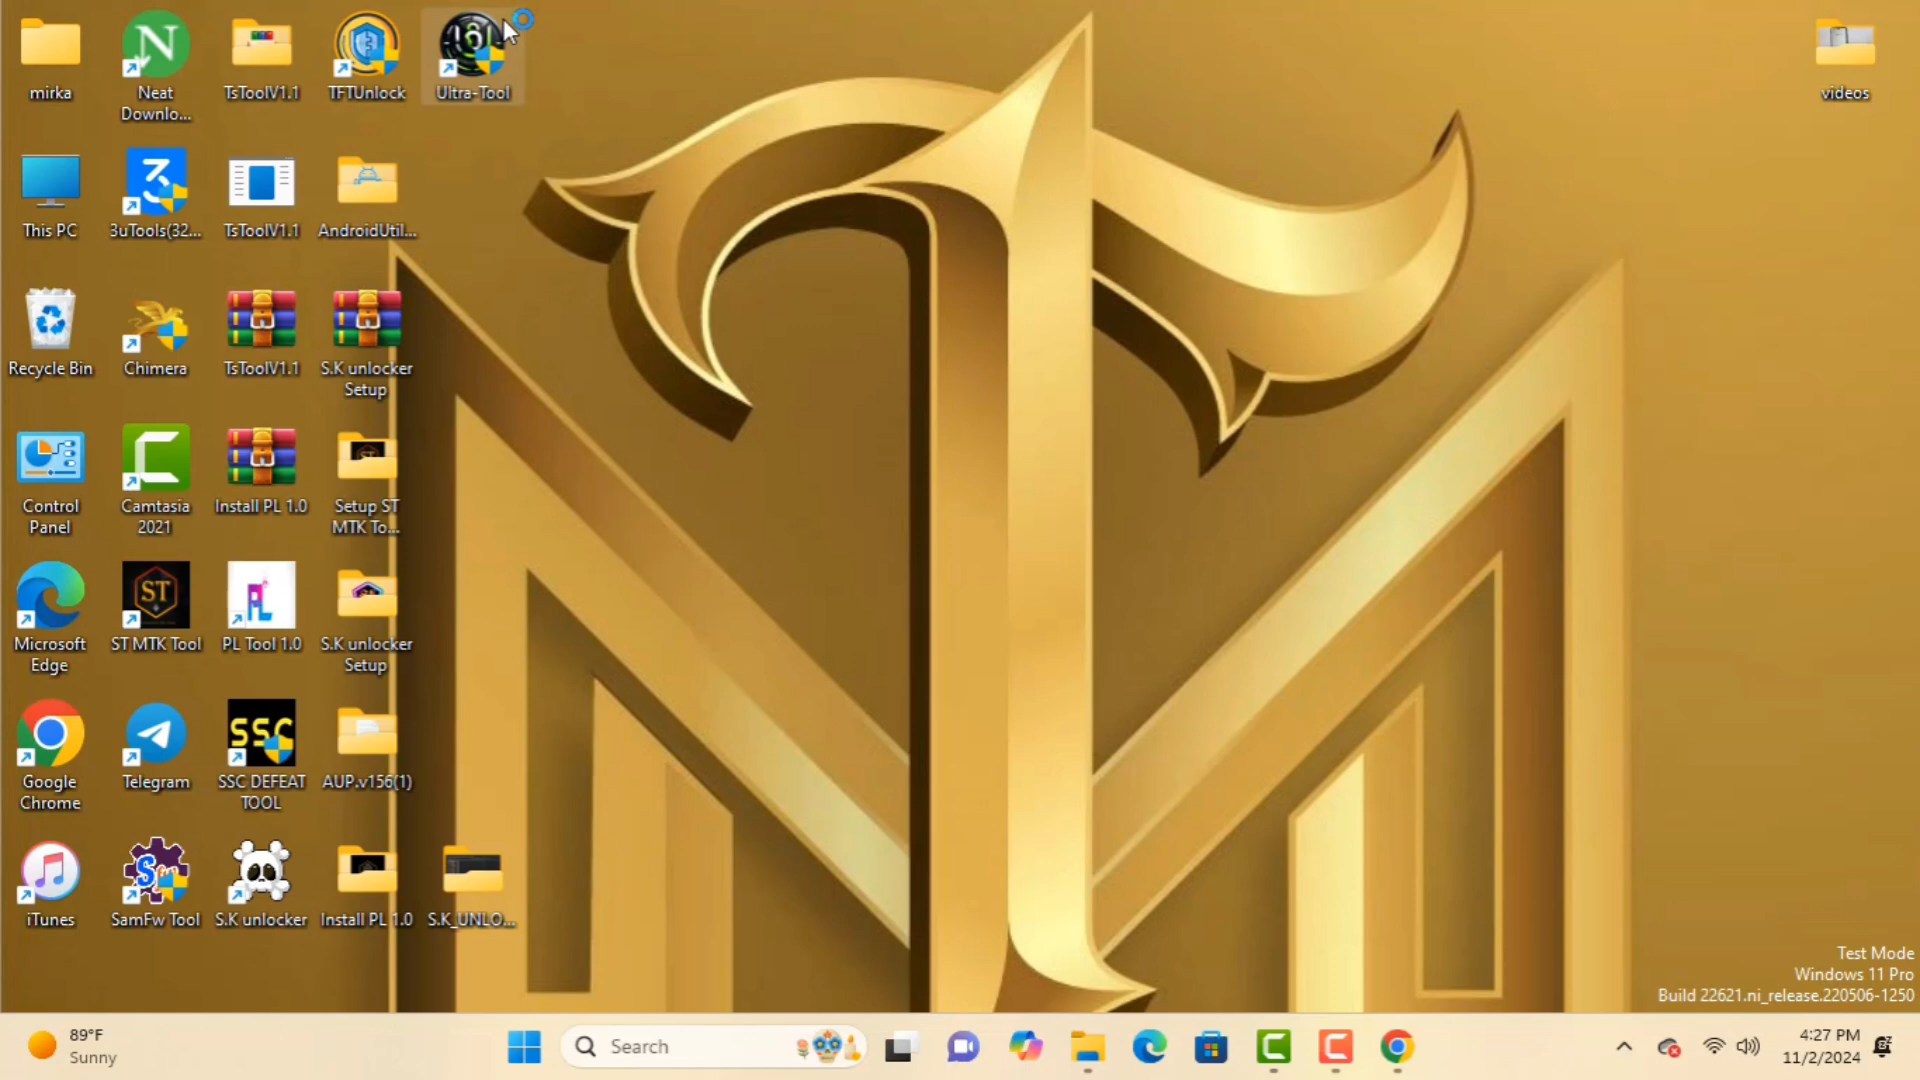 mirka
Neat
Downlo...
TsToolV1.1
TFTUnlock
Ultra-Tool
videos
This PC
3uTools(32...
TsToolV1.1
AndroidUtil...
Recycle Bin
Chimera
TsToolV1.1
S.K unlocker
Setup
Control
Panel
Camtasia
2021
Install PL 1.0
Setup ST
MTK To...
Microsoft
Edge
ST
ST MTK Tool
PL
PL Tool 1.0
S.K unlocker
Setup
Google
Chrome
Telegram
SSC
SSC DEFEAT
TOOL
AUP.v156(1)
iTunes
SamFw Tool
S.K unlocker
Install PL 1.0
S.K_UNLO...
Test Mode
Windows 11 Pro
Build 22621.ni_release.220506-1250
89°F
Sunny
Search
4:27 PM
11/2/2024